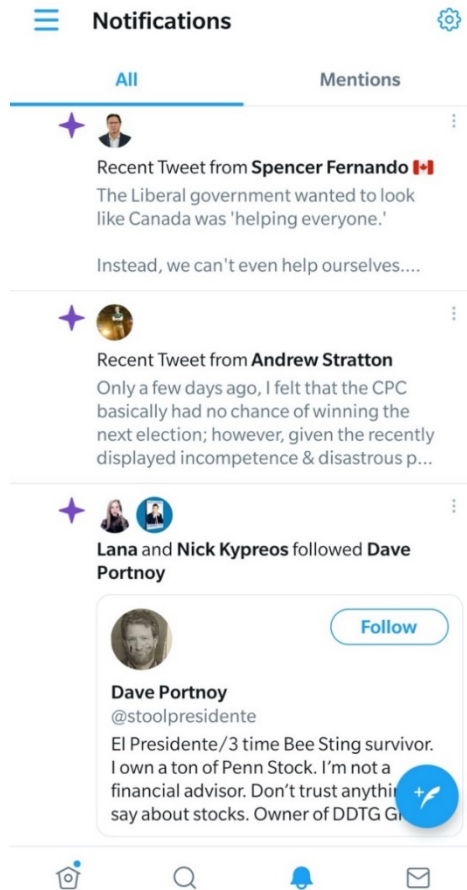 Notifications
All
Mentions
Recent Tweet from Spencer Fernando 🇨🇦
The Liberal government wanted to look
like Canada was 'helping everyone.'
Instead, we can't even help ourselves....
Recent Tweet from Andrew Stratton
Only a few days ago, I felt that the CPC
basically had no chance of winning the
next election; however, given the recently
displayed incompetence & disastrous p...
Lana and Nick Kypreos followed Dave
Portnoy
Follow
Dave Portnoy
@stoolpresidente
El Presidente/3 time Bee Sting survivor.
I own a ton of Penn Stock. I'm not a
financial advisor. Don't trust
say about stocks. Owner of DDTG